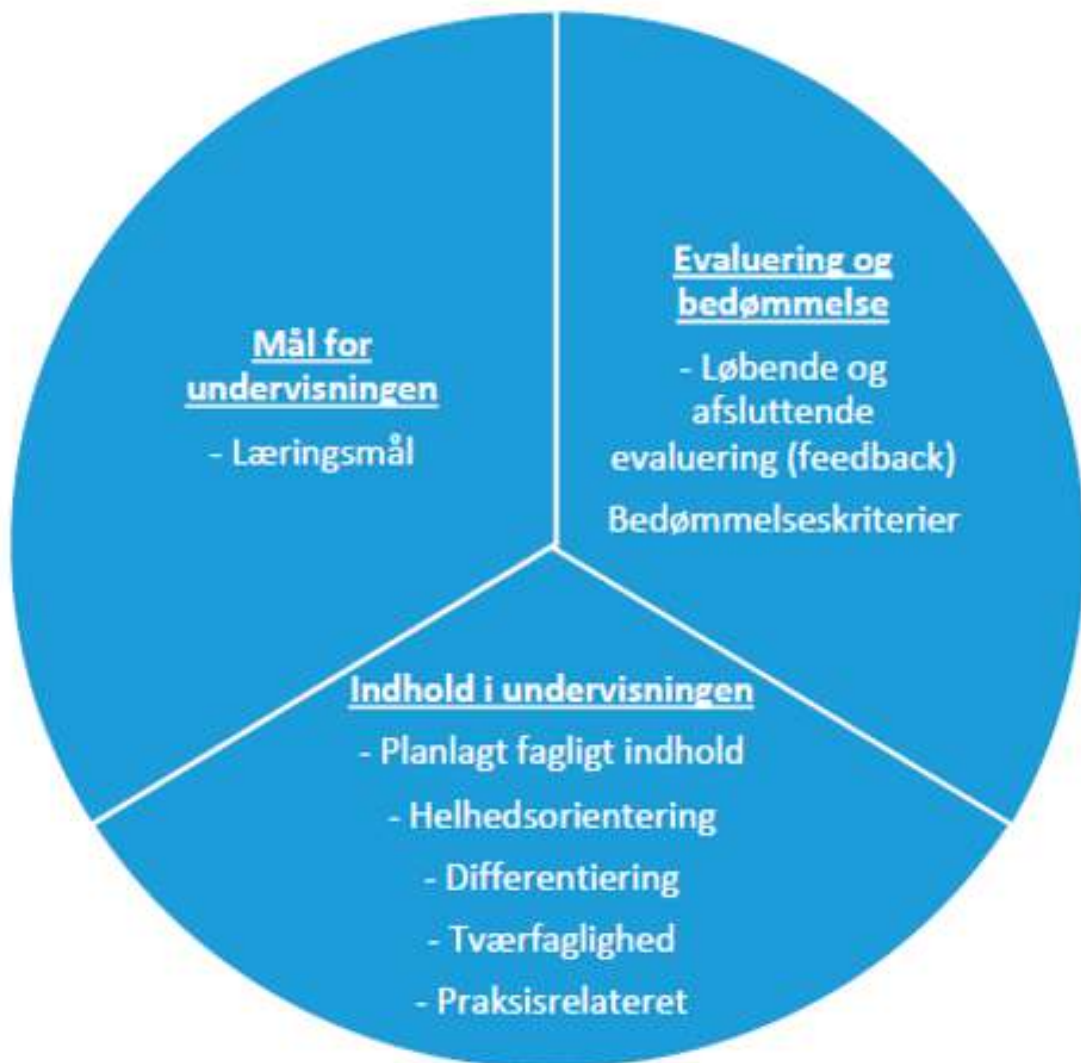 Mål for
undervisningen
- Læringsmål
Evaluering og
bedømmelse
- Løbende og
afsluttende
evaluering (feedback)
Bedømmelseskriterier
Indhold i undervisningen
- Planlagt fagligt indhold
- Helhedsorientering
- Differentiering
- Tværfaglighed
- Praksisrelateret